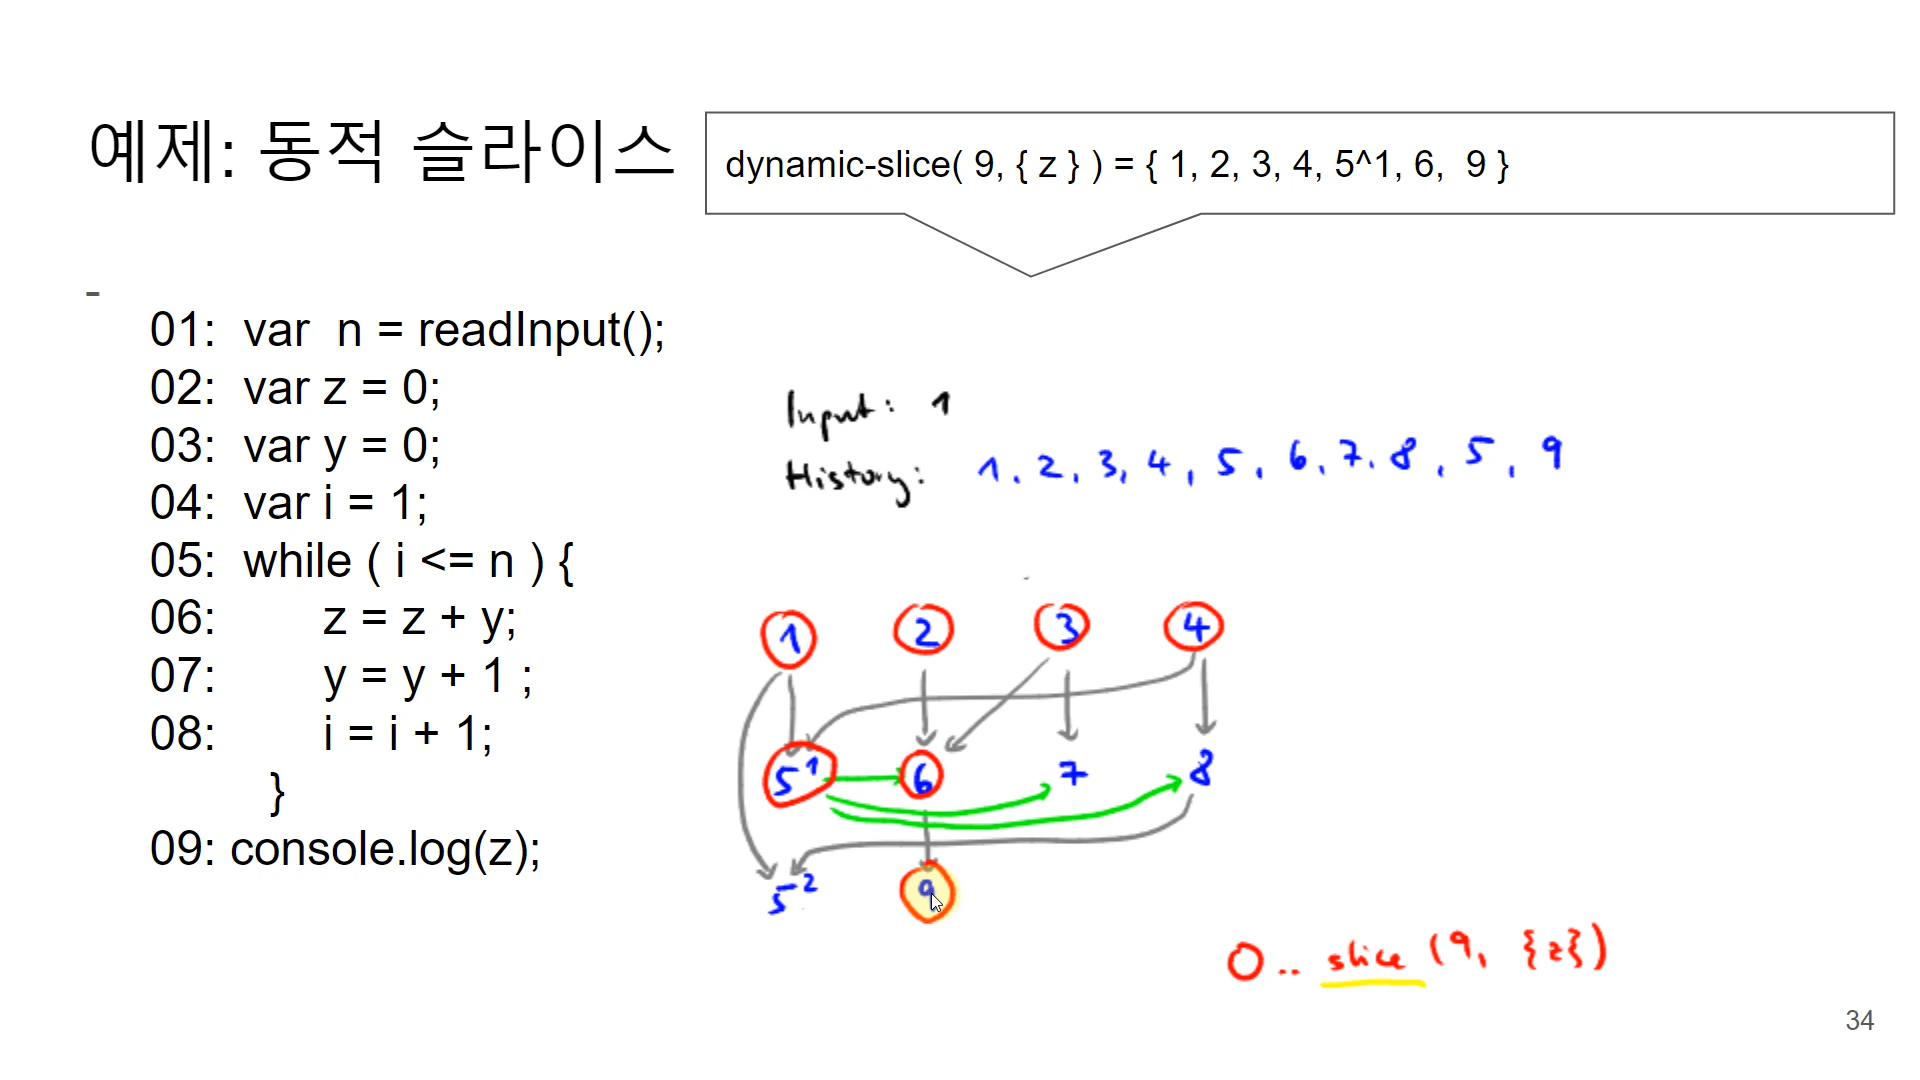 예제: 동적 슬라이스
dynamic-slice( 9, { z } ) = { 1, 2, 3, 4, 5^1, 6,  9 }
-
01:  var  n = readInput();
02:  var z = 0;
03:  var y = 0;
04:  var i = 1;
05:  while ( i <= n ) {
06:        z = z + y;
07:        y = y + 1 ;
08:        i = i + 1;
}
09: console.log(z);
Input: 1
History: 1, 2, 3, 4, 5, 6, 7, 8, 5, 9
1 2 3 4
5¹ 6 7 8
5² 9
O.. slice (9, {z})
34